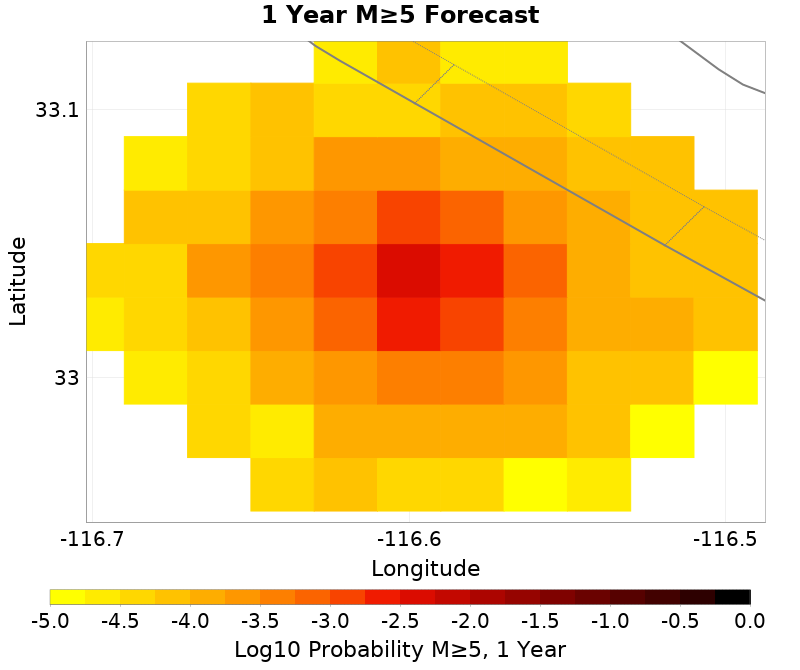 1 Year M≥5 Forecast
33.1
33
Latitude
-116.7 -116.6 -116.5
Longitude
-5.0 -4.5 -4.0 -3.5 -3.0 -2.5 -2.0 -1.5 -1.0 -0.5 0.0
Log10 Probability M≥5, 1 Year